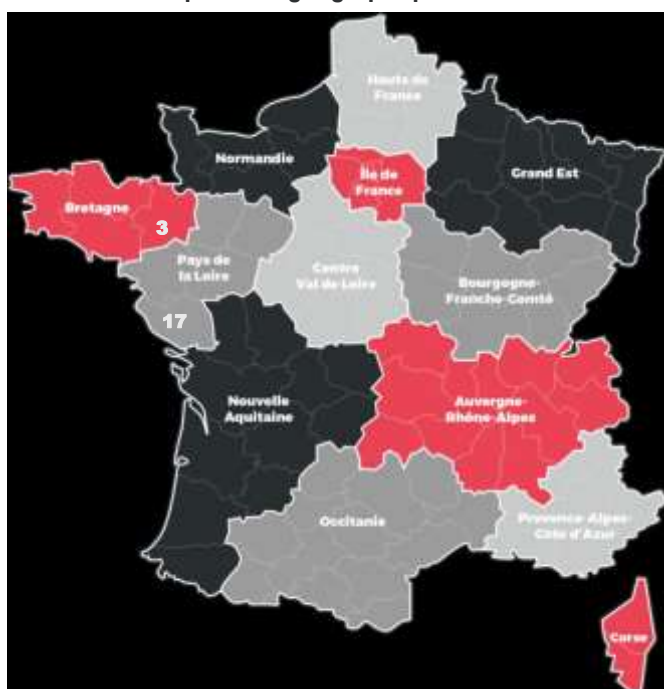 Hauts de
France
Normandie
Île de
France
Grand Est
Bretagne
3
Pays de
la Loire
Centre
Val de Loire
Bourgogne-
Franche-Comté
17
Nouvelle
Aquitaine
Auvergne-
Rhône-Alpes
Occitanie
Provence-Alpes-
Côte d'Azur
Corse